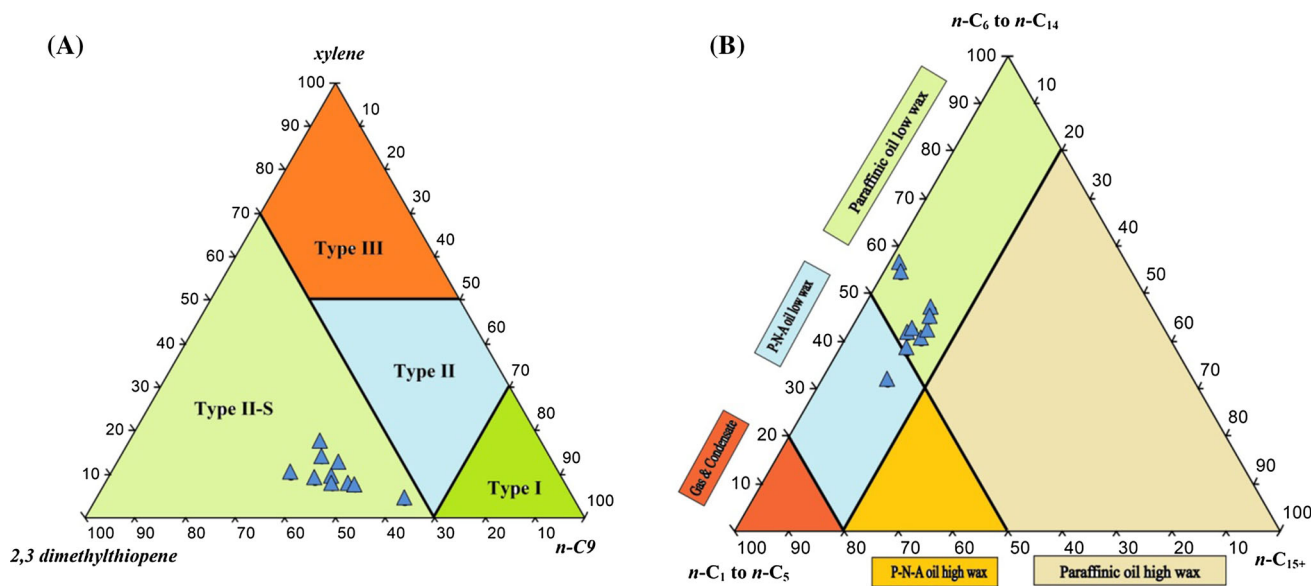 (A)
xylene
100
90
80
70
60
50
40
30
20
10
10
20
30
40
50
60
70
80
90
100
Type III
Type II
Type II-S
Type I
100 90 80 70 60 50 40 30 20 10
2,3 dimethylthiopene
n-C9
(B)
n-C6 to n-C14
100
90
80
70
60
50
40
30
20
10
10
20
30
40
50
60
70
80
90
100
Paraffinic oil low wax
P-N-A oil low wax
Gas & Condensate
100 90 80 70 60 50 40 30 20 10 0
n-C1 to n-C5
P-N-A oil high wax
Paraffinic oil high wax
n-C15+